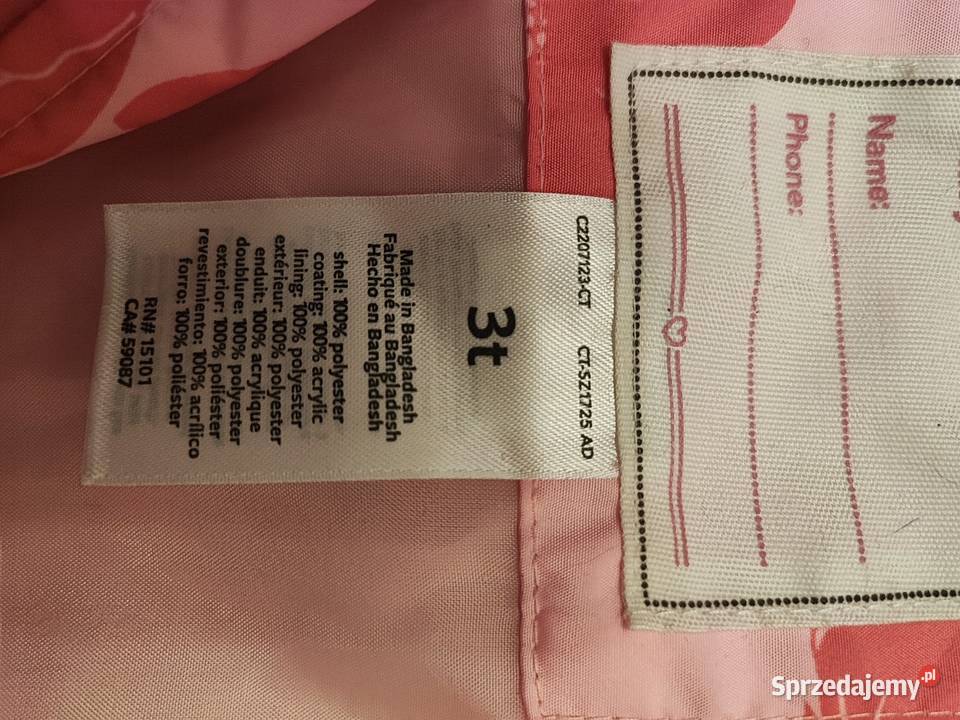 Name:
Phone:
C2207123-CT CT-SZ1725 AD
3t
Made in Bangladesh
Fabriqué au Bangladesh
Hecho en Bangladesh
shell: 100% polyester
coating: 100% acrylic
lining: 100% polyester
extérieur: 100% polyester
enduit: 100% acrylique
doublure: 100% polyester
exterior: 100% poliéster
revestimiento: 100% acrílico
forro: 100% poliéster
RN# 15101
CA# 59087
Sprzedajemy.pl